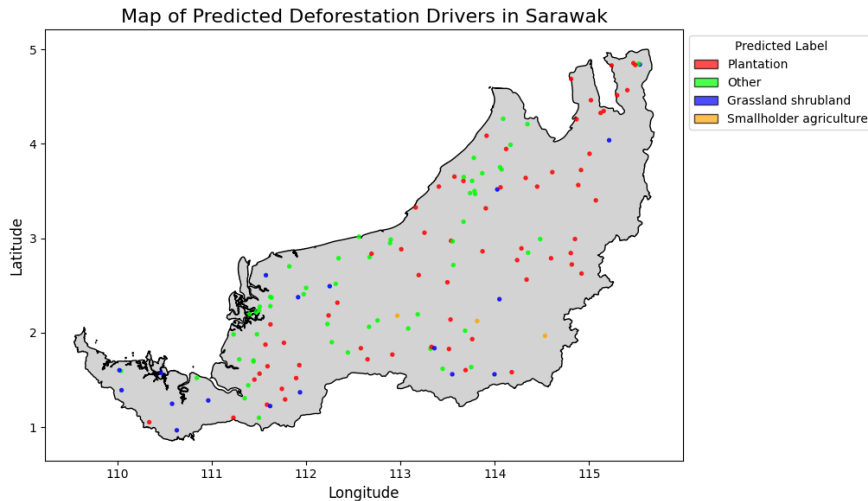 Map of Predicted Deforestation Drivers in Sarawak
Predicted Label
Plantation
Other
Grassland shrubland
Smallholder agriculture
Latitude
5
4
3
2
1
110
111
112
113
114
115
Longitude